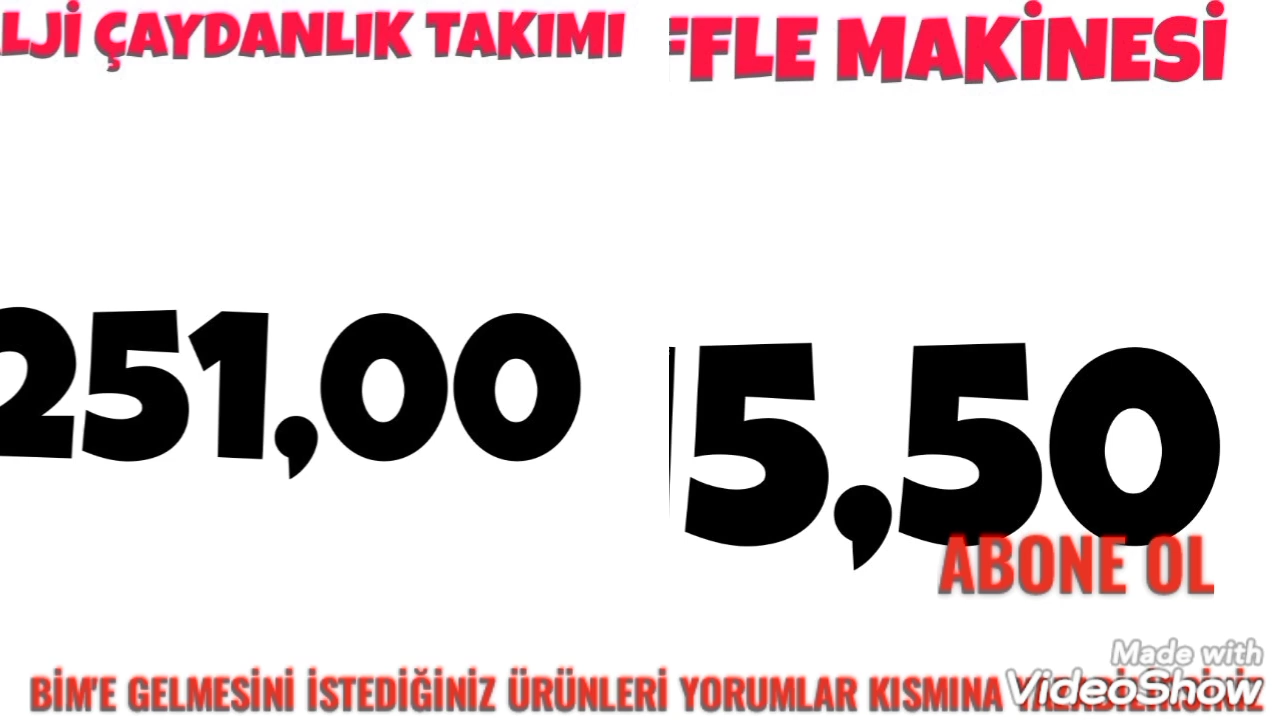 LJİ ÇAYDANLIK TAKIMI
FFLE MAKİNESİ
251,00
5,50
ABONE OL
Made with
VideoShow
BİM'E GELMESİNİ İSTEDİĞİNİZ ÜRÜNLERİ YORUMLAR KISMINA